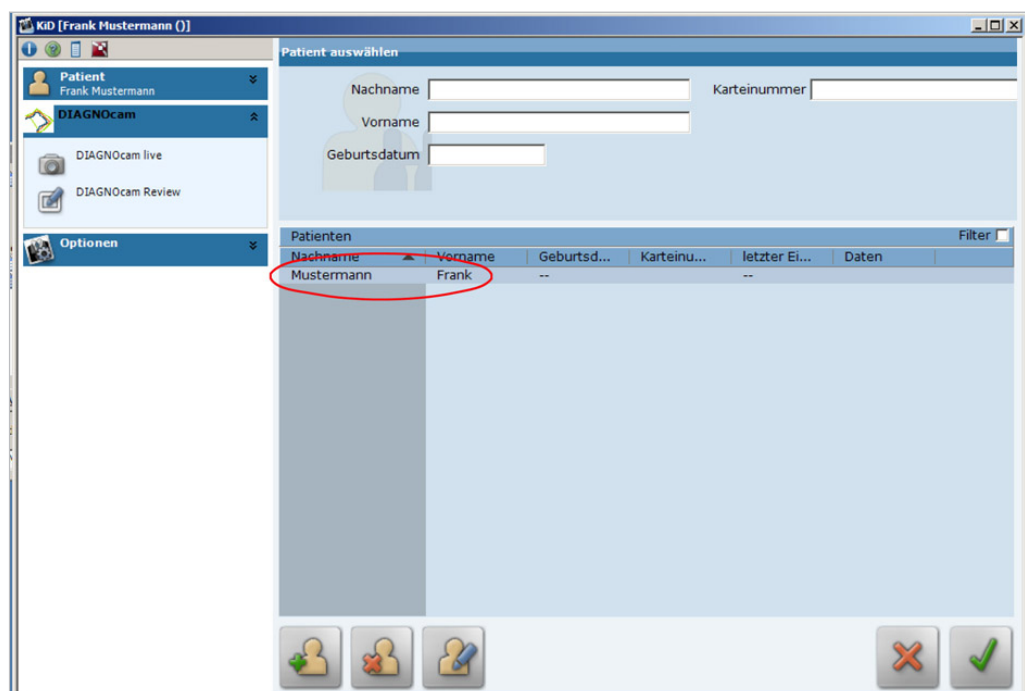 KiD [Frank Mustermann ()]
Patient
Frank Mustermann
DIAGNOcam
DIAGNOcam live
DIAGNOcam Review
Optionen
Patient auswählen
Nachname
Karteinummer
Vorname
Geburtsdatum
Patienten Filter
Nachname Vorname Geburtsd... Karteinu... letzter Ei... Daten
Mustermann Frank -- --